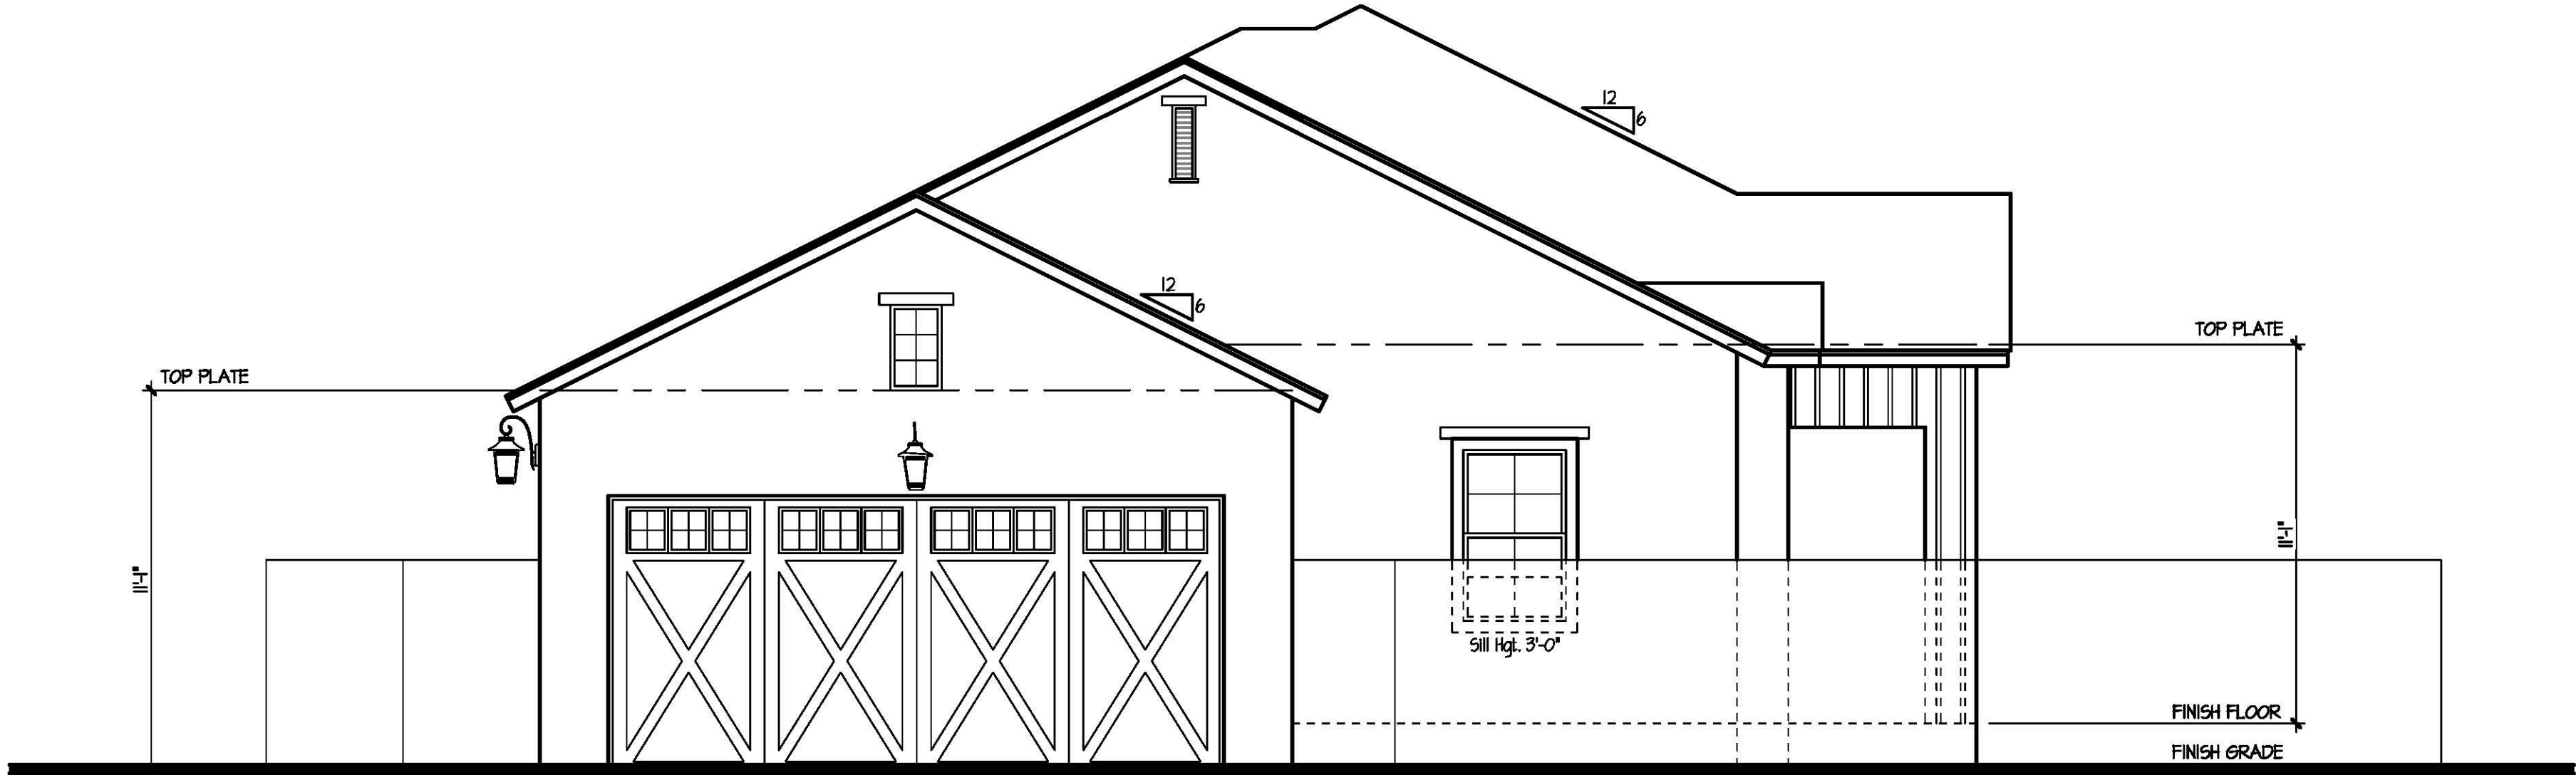 12
6
12
6
TOP PLATE
TOP PLATE
11'-1"
11'-1"
Sill Hgt. 3'-0"
FINISH FLOOR
FINISH GRADE